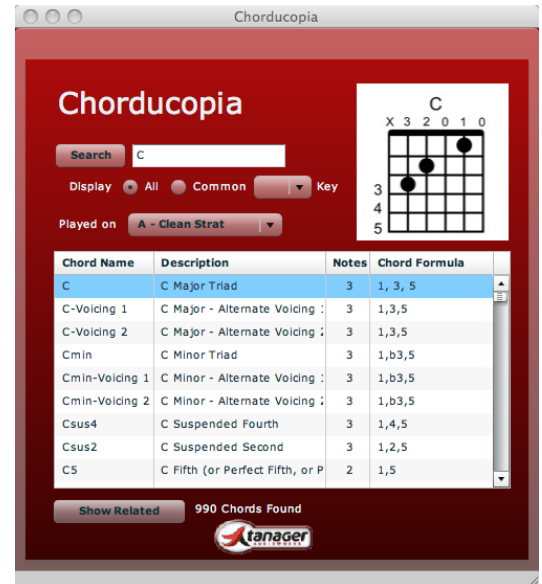 Chorducopia
Chorducopia
C
X 3 2 0 1 0
3
4
5
Search C
Display All Common Key
Played on A - Clean Strat
Chord Name Description Notes Chord Formula
C C Major Triad 3 1, 3, 5
C-Voicing 1 C Major - Alternate Voicing 3 1,3,5
C-Voicing 2 C Major - Alternate Voicing 3 1,3,5
Cmin C Minor Triad 3 1,b3,5
Cmin-Voicing 1 C Minor - Alternate Voicing 3 1,b3,5
Cmin-Voicing 2 C Minor - Alternate Voicing 3 1,b3,5
Csus4 C Suspended Fourth 3 1,4,5
Csus2 C Suspended Second 3 1,2,5
C5 C Fifth (or Perfect Fifth, or P 2 1,5
Show Related 990 Chords Found
tanager
AUDIOWORKS